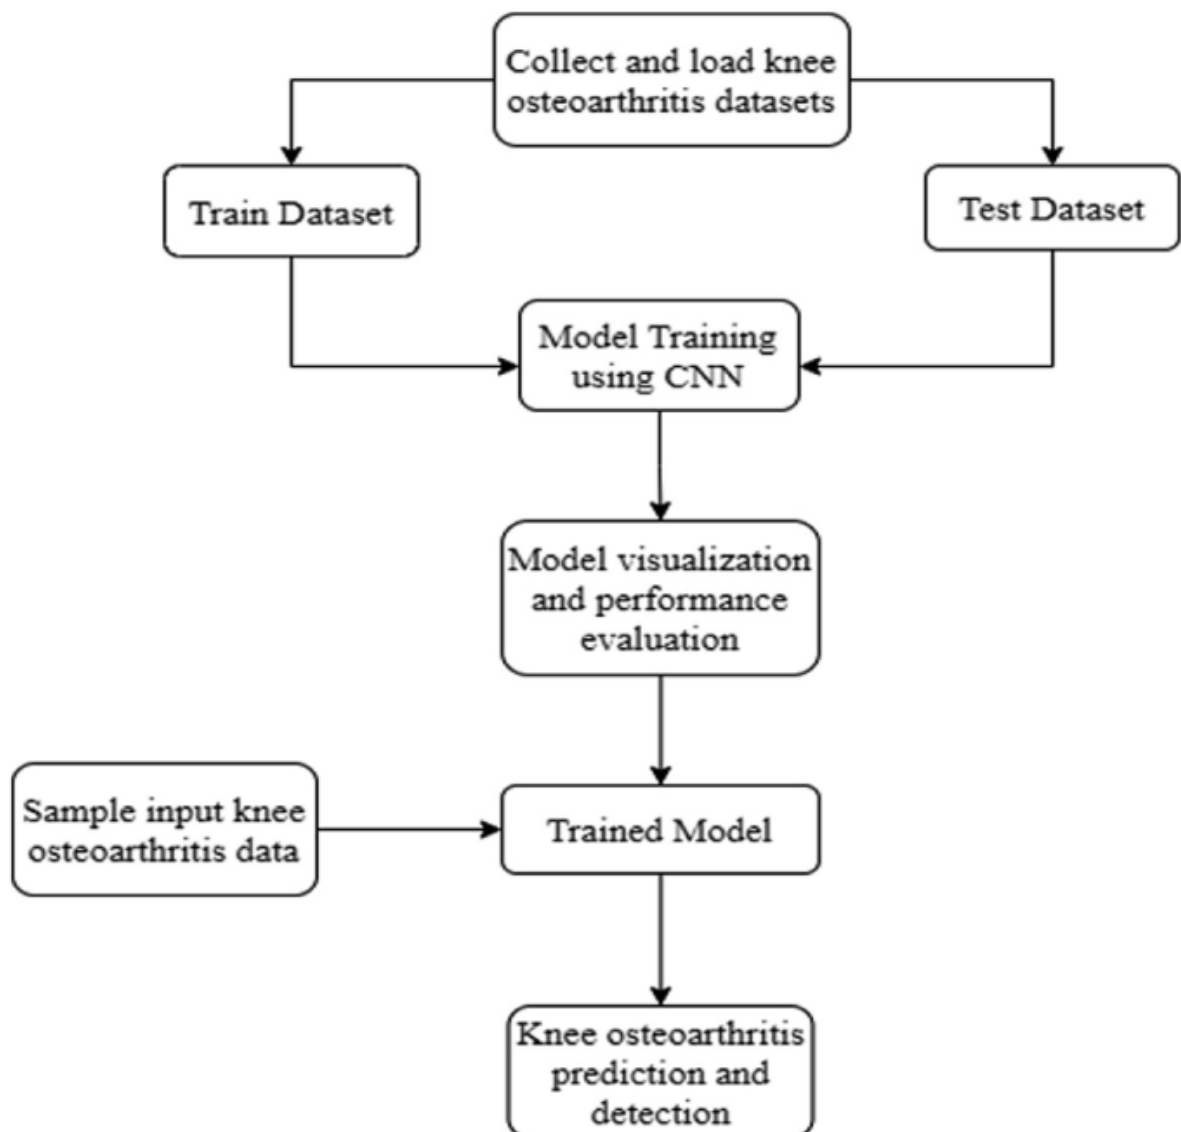 Collect and load knee
osteoarthritis datasets
Train Dataset
Test Dataset
Model Training
using CNN
Model visualization
and performance
evaluation
Sample input knee
osteoarthritis data
Trained Model
Knee osteoarthritis
prediction and
detection